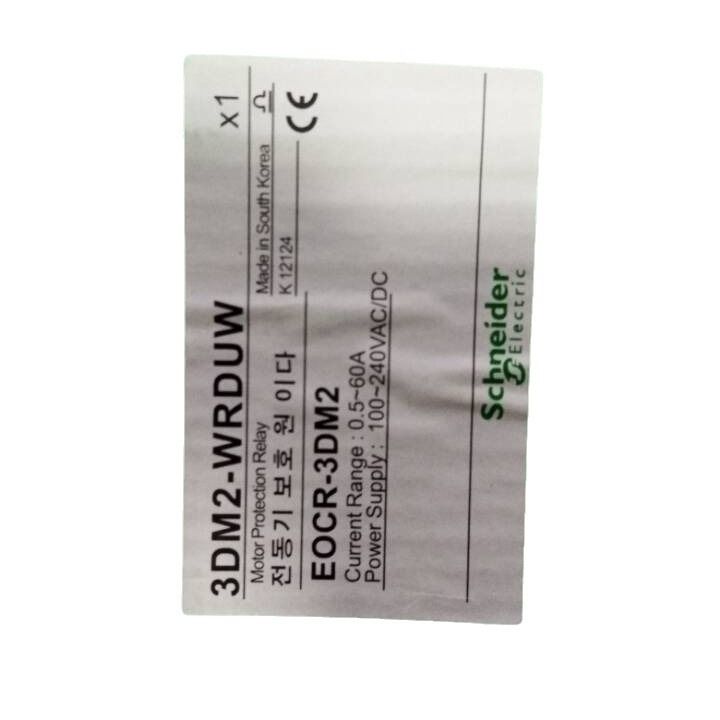 3DM2-WRDUW x1
Motor Protection Relay
전동기 보호 원 이다
Made in South Korea
K 12124
CE
EOCR-3DM2
Current Range : 0.5~60A
Power Supply : 100~240VAC/DC
Schneider
Electric